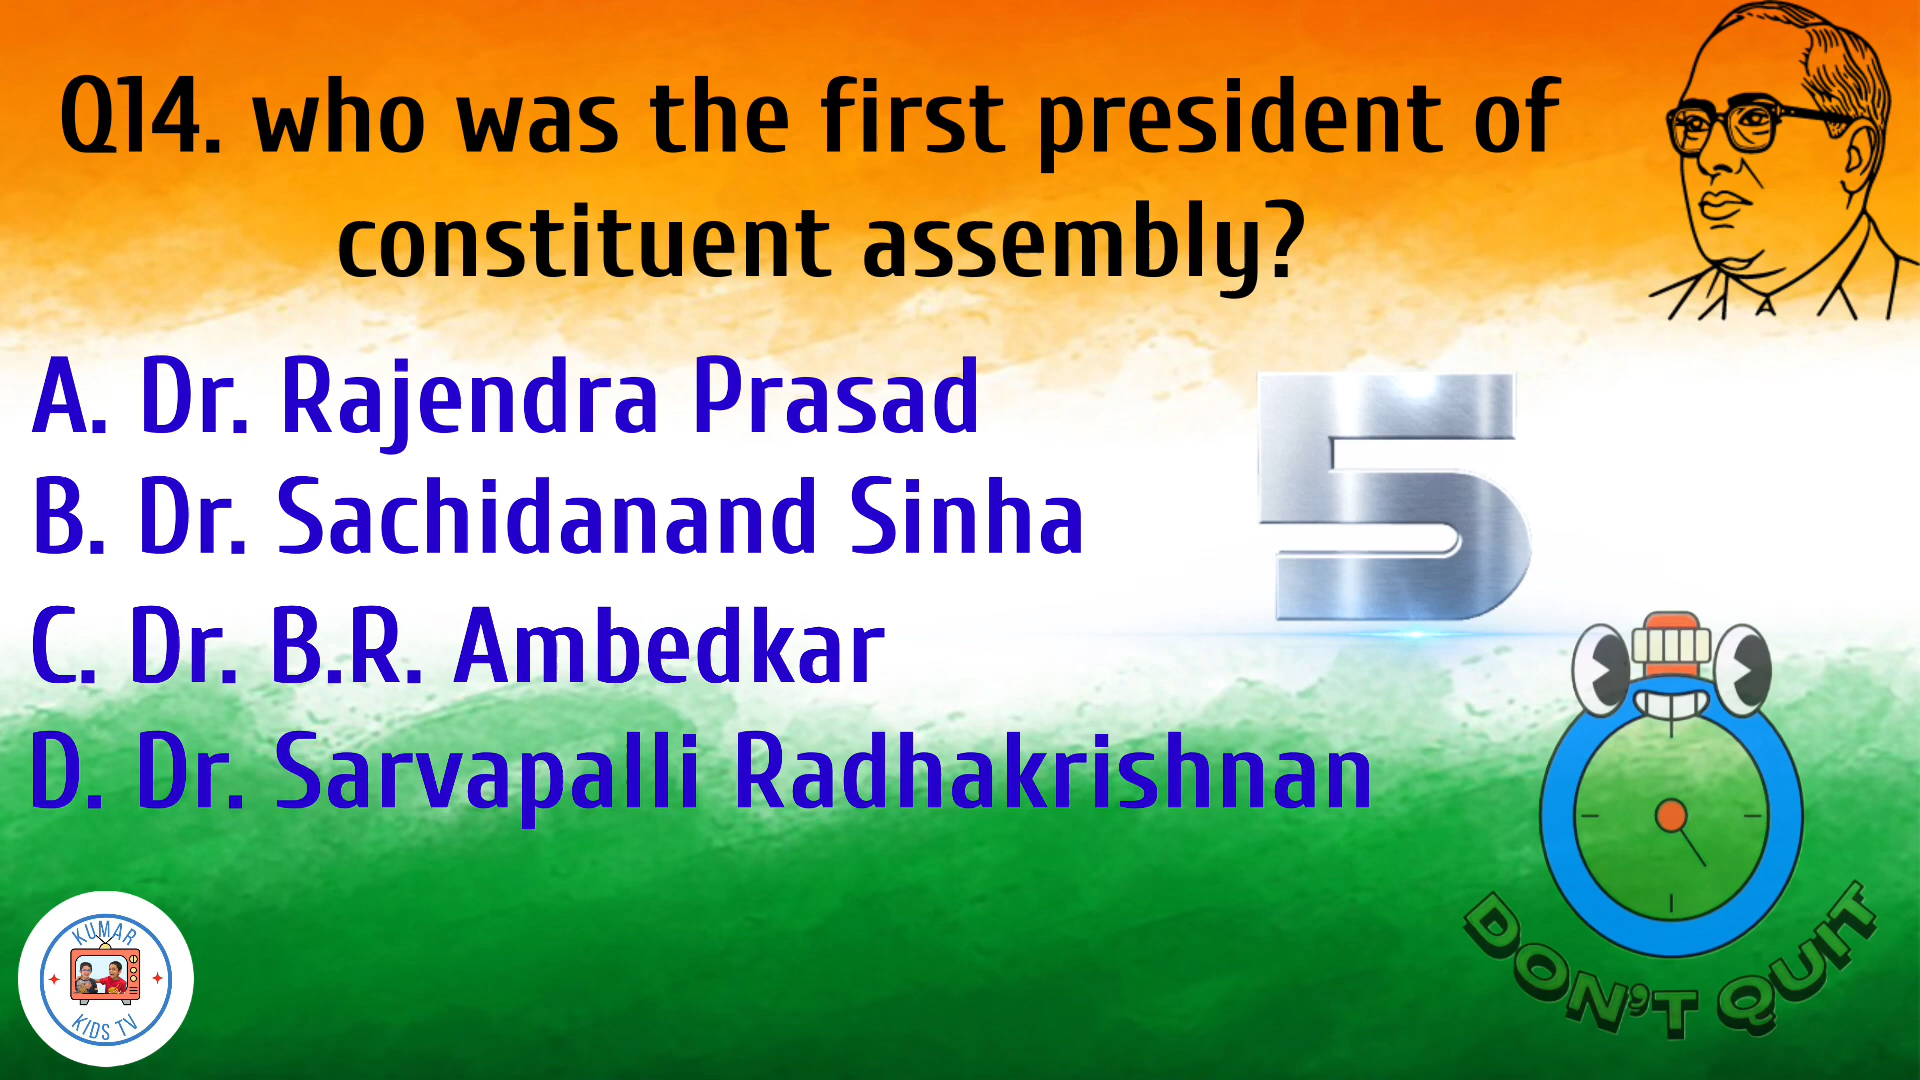 Q14. who was the first president of
constituent assembly?
A. Dr. Rajendra Prasad
B. Dr. Sachidanand Sinha
C. Dr. B.R. Ambedkar
D. Dr. Sarvapalli Radhakrishnan
5
DON'T QUIT
KUMAR
KIDS TV